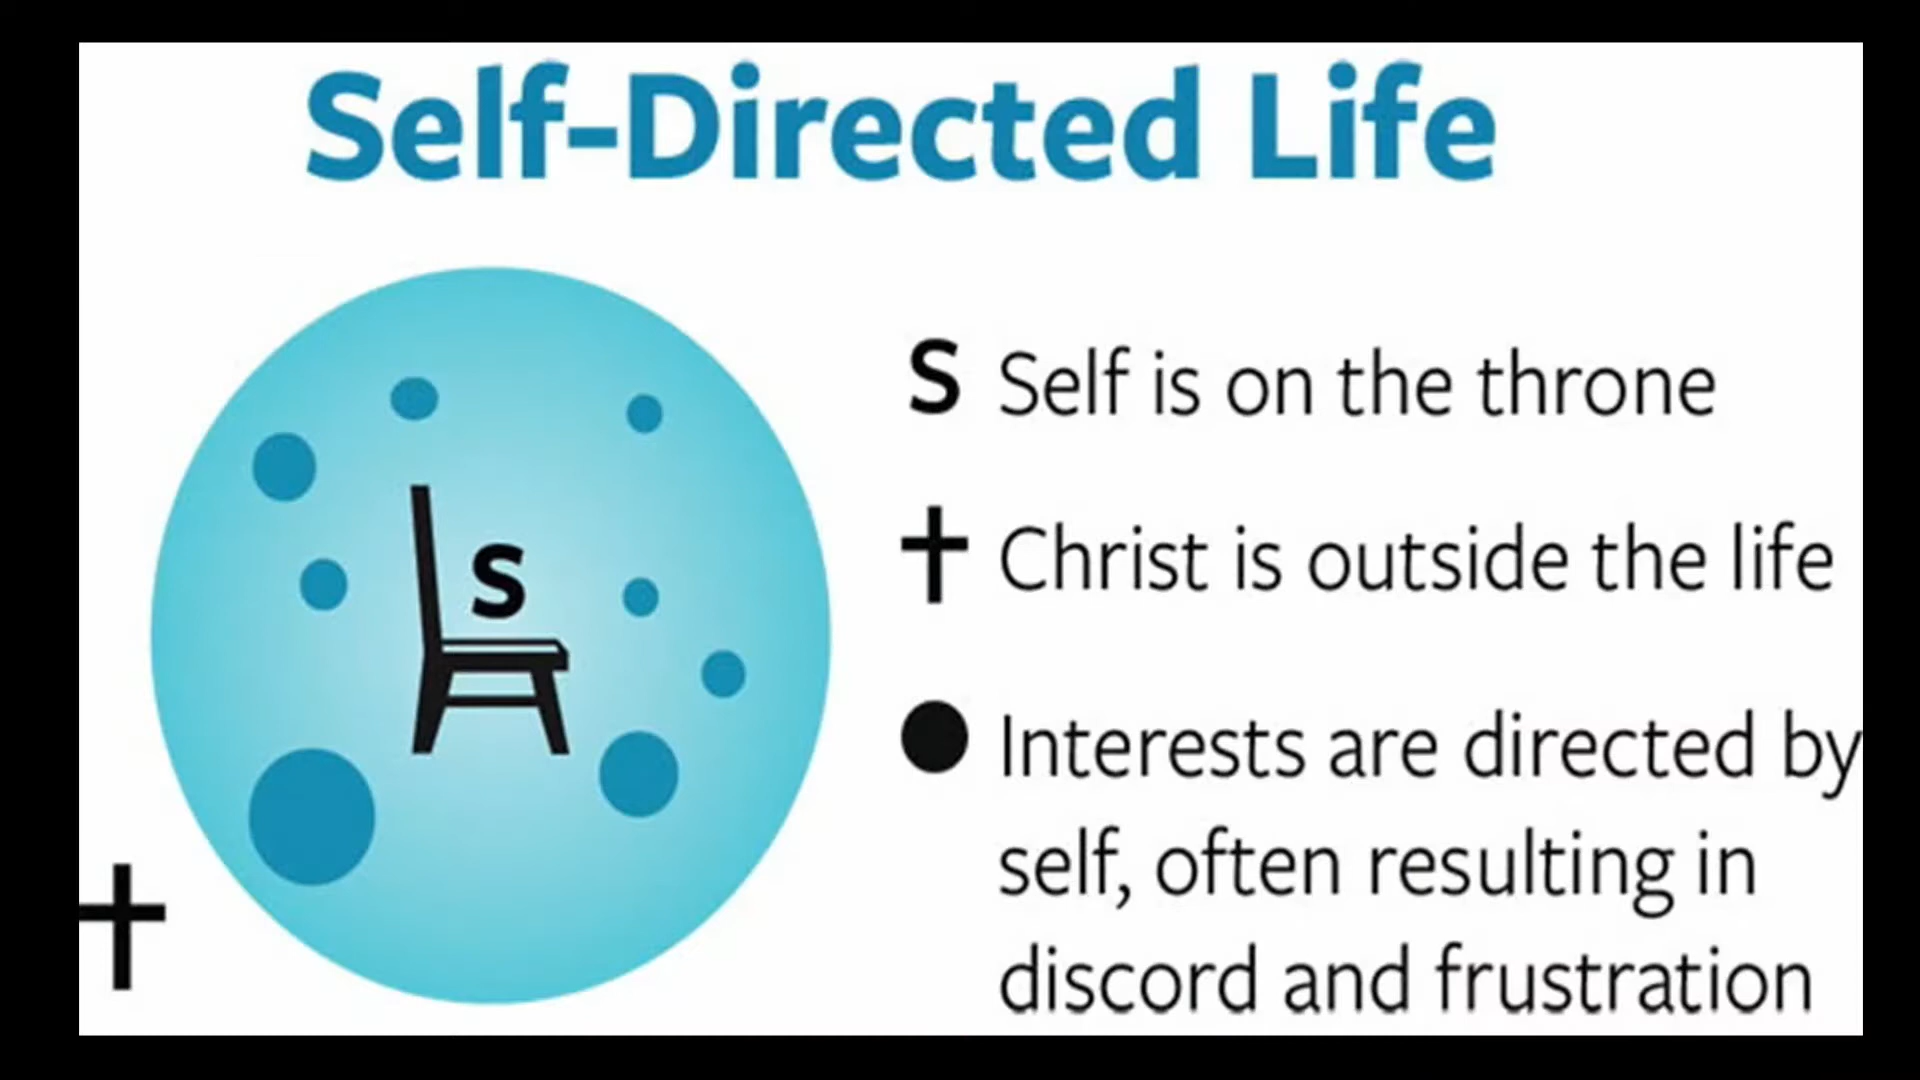 Self-Directed Life
S
S Self is on the throne
Christ is outside the life
Interests are directed by
self, often resulting in
discord and frustration